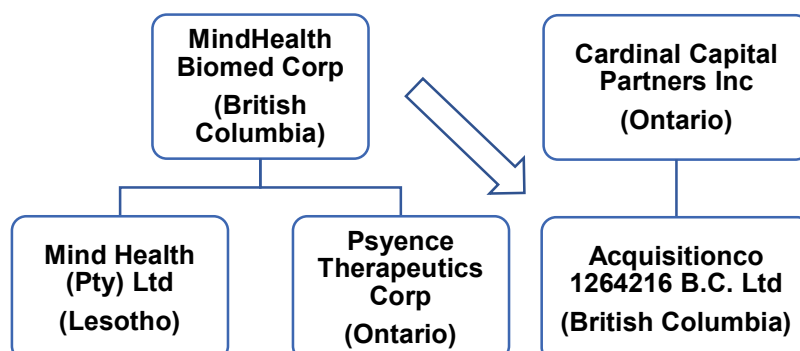 MindHealth
Biomed Corp
(British
Columbia)
Cardinal Capital
Partners Inc
(Ontario)
Mind Health
(Pty) Ltd
(Lesotho)
Psyence
Therapeutics
Corp
(Ontario)
Acquisitionco
1264216 B.C. Ltd
(British Columbia)